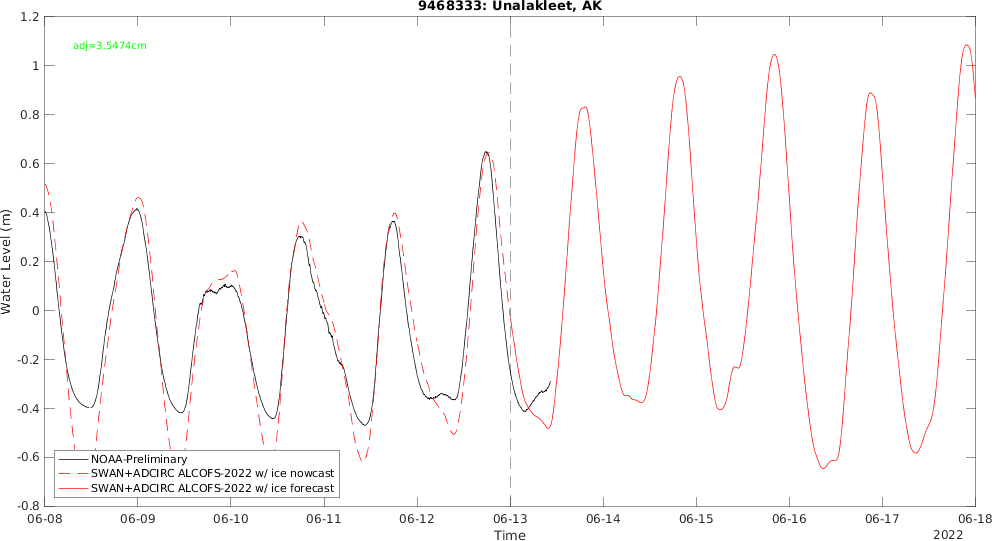 9468333: Unalakleet, AK
adj=3.5474cm
1.2
1
0.8
0.6
0.4
0.2
0
-0.2
-0.4
-0.6
-0.8
Water Level (m)
NOAA-Preliminary
SWAN+ADCIRC ALCOFS-2022 w/ ice nowcast
SWAN+ADCIRC ALCOFS-2022 w/ ice forecast
06-08 06-09 06-10 06-11 06-12 06-13 06-14 06-15 06-16 06-17 06-18
Time
2022